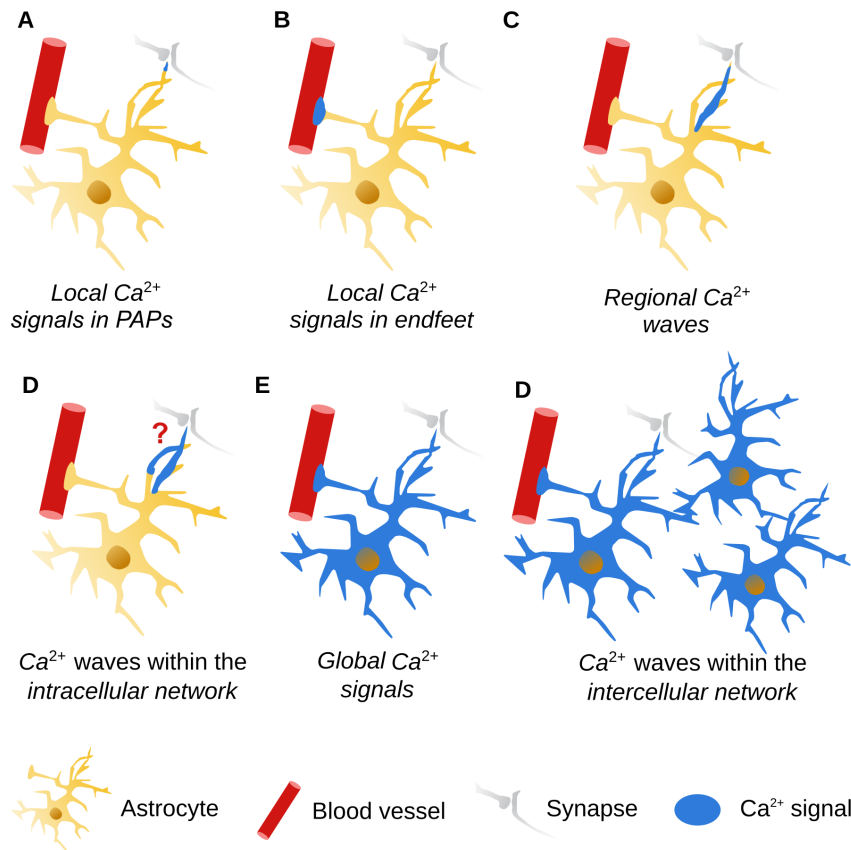 A
B
C
Local Ca²⁺
signals in PAPs
Local Ca²⁺
signals in endfeet
Regional Ca²⁺
waves
D
E
D
?
Ca²⁺ waves within the
intracellular network
Global Ca²⁺
signals
Ca²⁺ waves within the
intercellular network
Astrocyte
Blood vessel
Synapse
Ca²⁺ signal